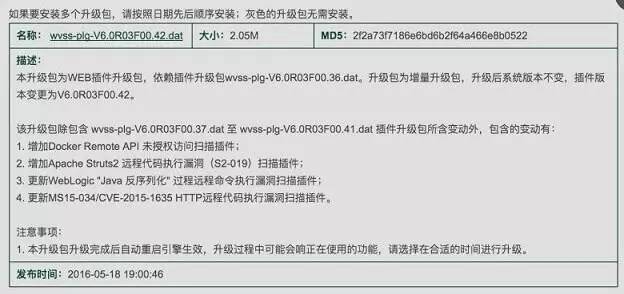 如果要安装多个升级包，请按照日期先后顺序安装；灰色的升级包无需安装。
名称： wvss-plg-V6.0R03F00.42.dat 大小：2.05M MD5：2f2a73f7186e6bd6b2f64a466e8b0522
描述：
本升级包为WEB插件升级包，依赖插件升级包wvss-plg-V6.0R03F00.36.dat。升级包为增量升级包，升级后系统版本不变，插件版
本变更为V6.0R03F00.42。
该升级包除包含 wvss-plg-V6.0R03F00.37.dat 至 wvss-plg-V6.0R03F00.41.dat 插件升级包所含变动外，包含的变动有：
1. 增加Docker Remote API 未授权访问扫描插件；
2. 增加Apache Struts2 远程代码执行漏洞（S2-019）扫描插件；
3. 更新WebLogic "Java 反序列化" 过程远程命令执行漏洞扫描插件；
4. 更新MS15-034/CVE-2015-1635 HTTP远程代码执行漏洞扫描插件。
注意事项：
1. 本升级包升级完成后自动重启引擎生效，升级过程中可能会响正在使用的功能，请选择在合适的时间进行升级。
发布时间：2016-05-18 19:00:46